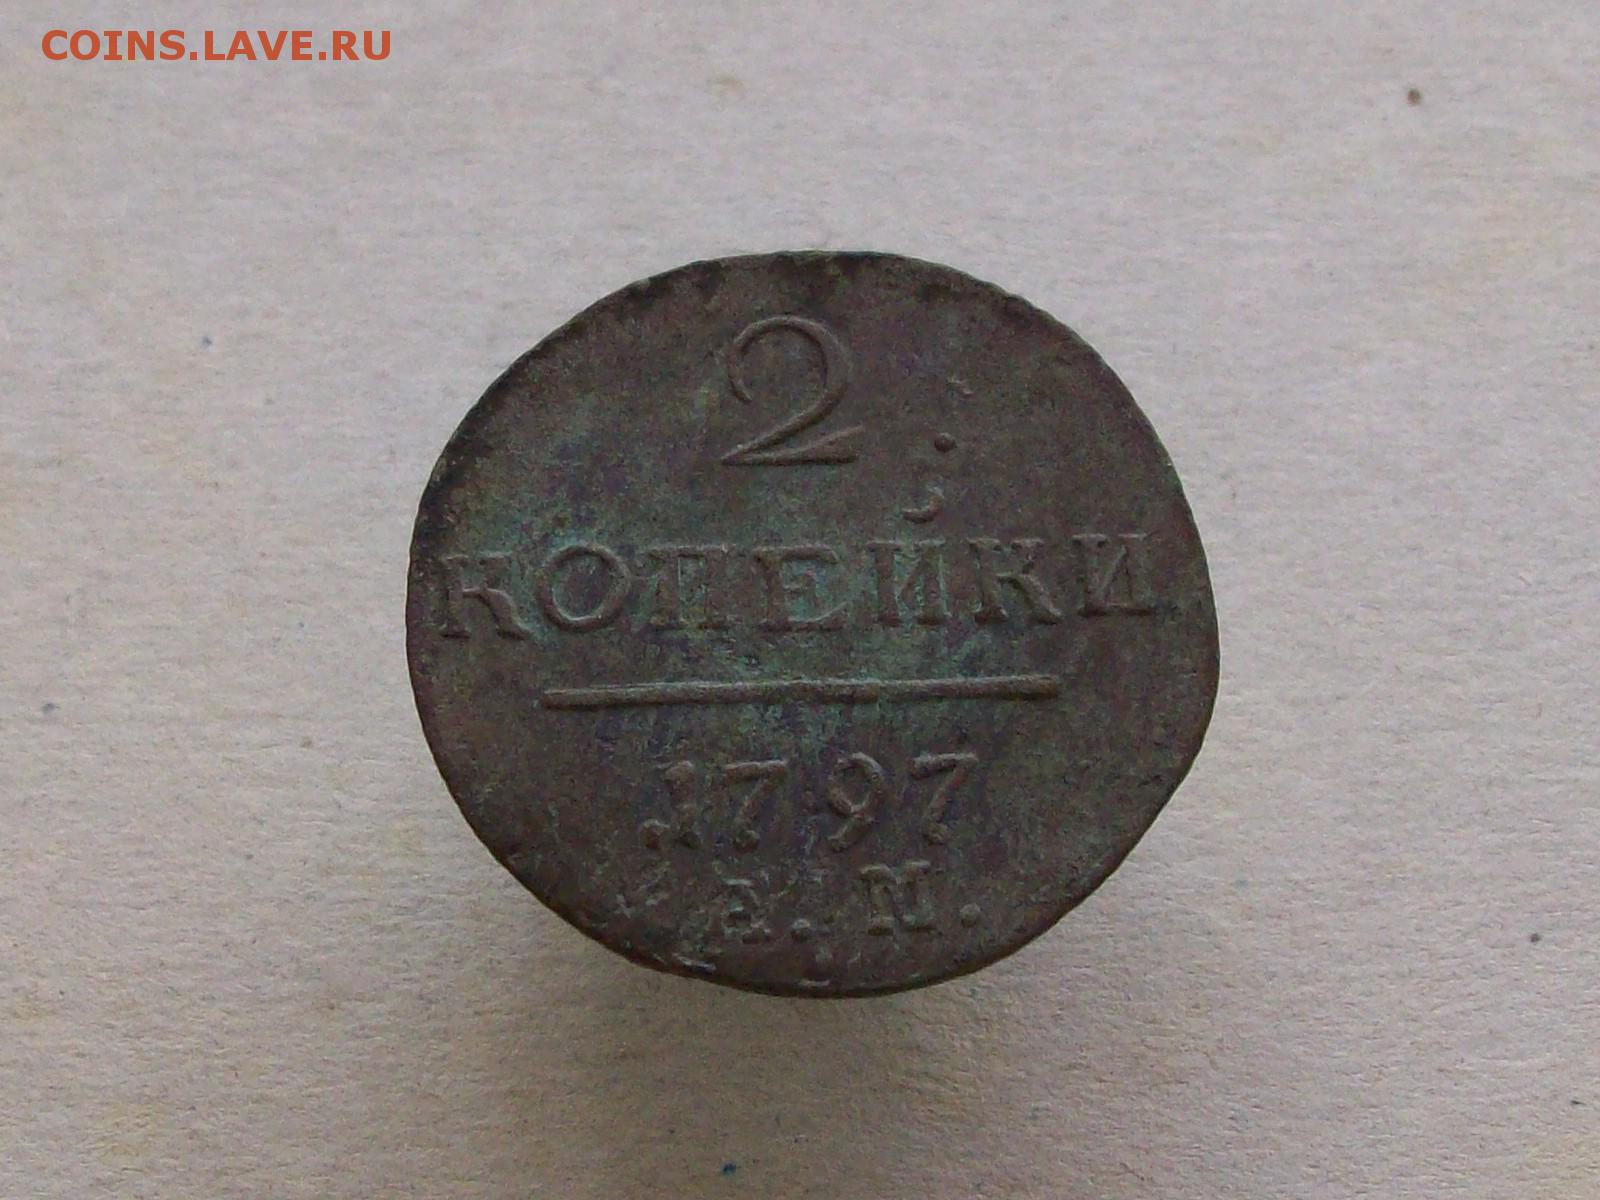 COINS.LAVE.RU
2
КОПЕЙКИ
1797
А.М.